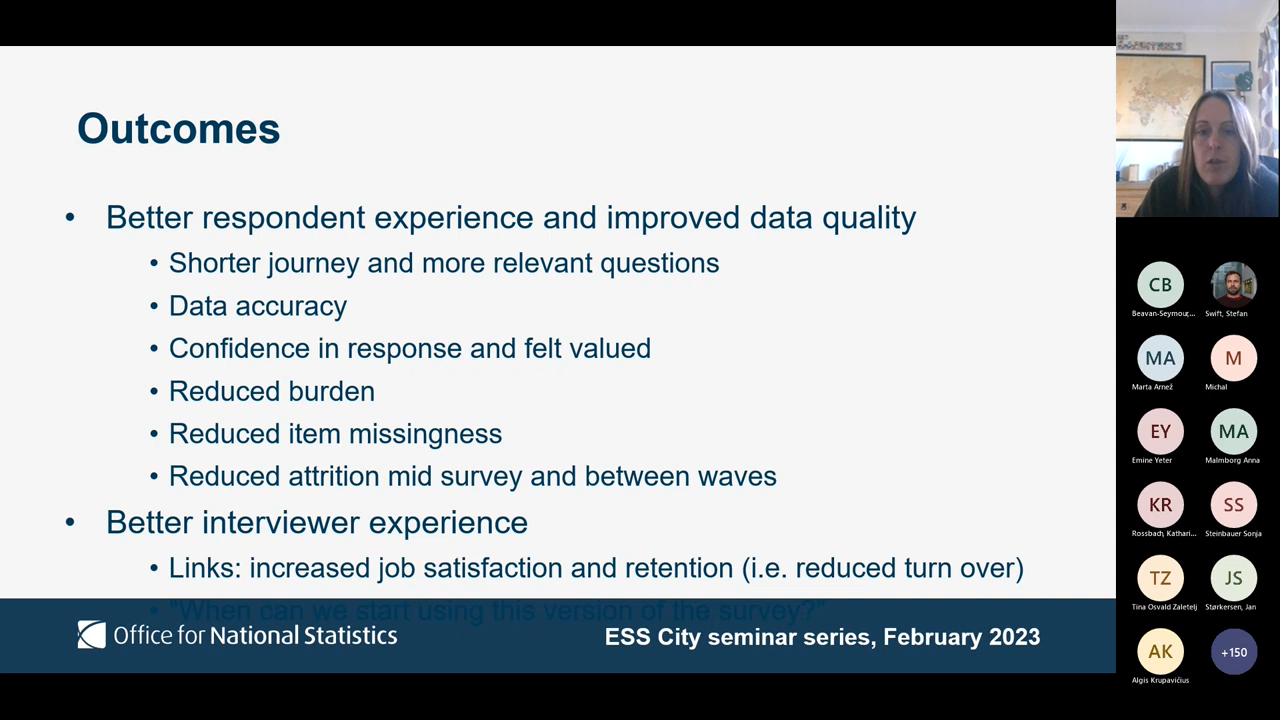 Outcomes
• Better respondent experience and improved data quality
• Shorter journey and more relevant questions
• Data accuracy
• Confidence in response and felt valued
• Reduced burden
• Reduced item missingness
• Reduced attrition mid survey and between waves
• Better interviewer experience
• Links: increased job satisfaction and retention (i.e. reduced turn over)
• "When can we start using this version of the survey?"
Office for National Statistics
ESS City seminar series, February 2023
CB
Beavan-Seymour,...
Swift, Stefan
MA
Marta Arnež
M
Michal
EY
Emine Yeter
MA
Malmborg Anna
KR
Rossbach, Kathari...
SS
Steinbauer Sonja
TZ
Tina Osvald Zaletelj
JS
Størkersen, Jan
AK
Algis Krupavičius
+150